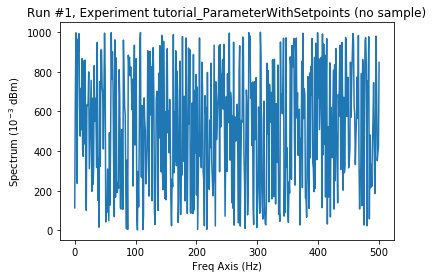 Run #1, Experiment tutorial_ParameterWithSetpoints (no sample)
1000
800
600
400
200
0
Spectrum (10⁻³ dBm)
0 100 200 300 400 500
Freq Axis (Hz)